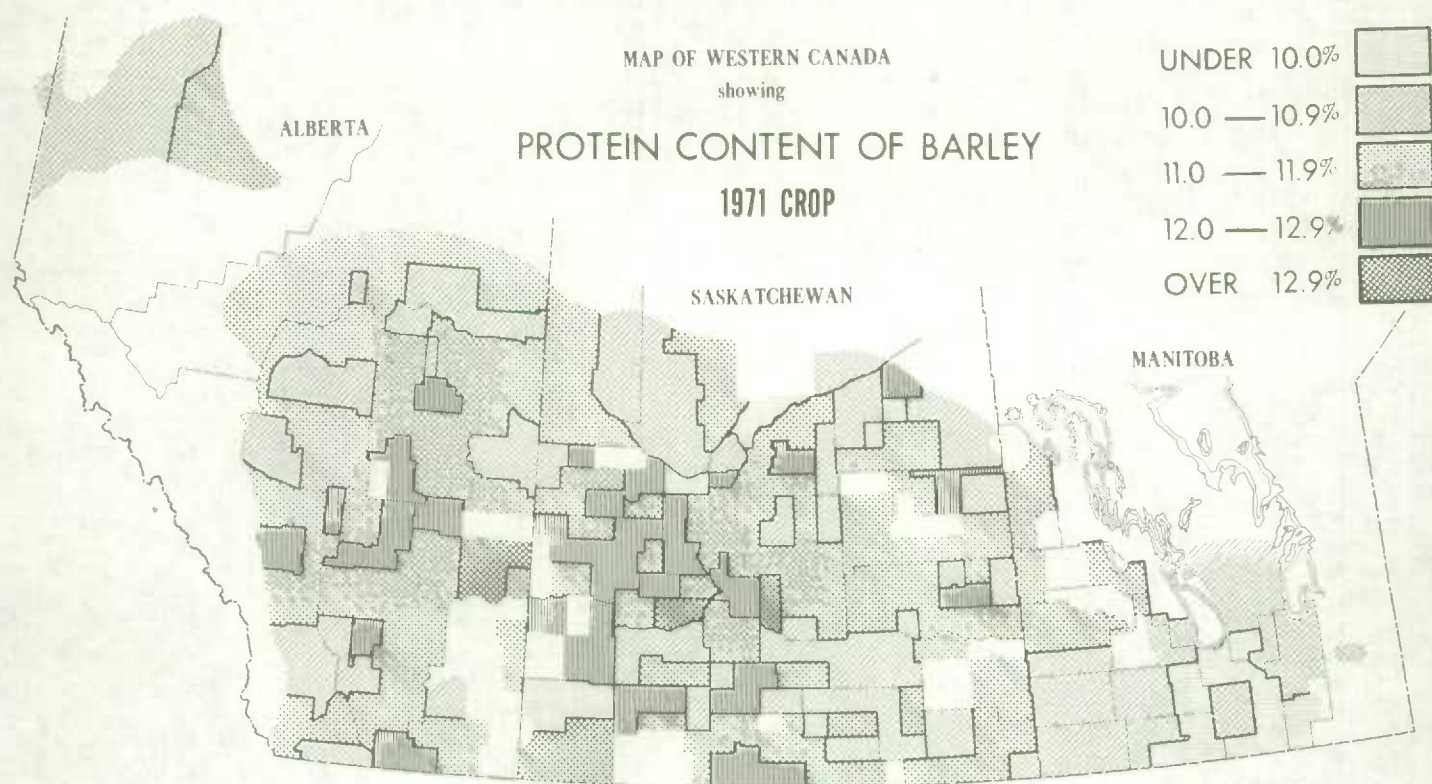 MAP OF WESTERN CANADA
showing
PROTEIN CONTENT OF BARLEY
1971 CROP
UNDER 10.0%
10.0 — 10.9%
11.0 — 11.9%
12.0 — 12.9%
OVER 12.9%
ALBERTA
SASKATCHEWAN
MANITOBA